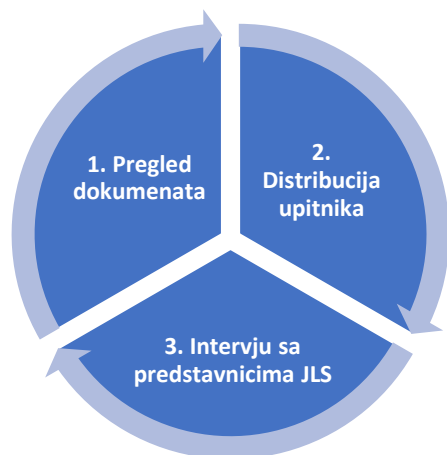 1. Pregled
dokumenata
2.
Distribucija
upitnika
3. Intervju sa
predstavnicima JLS